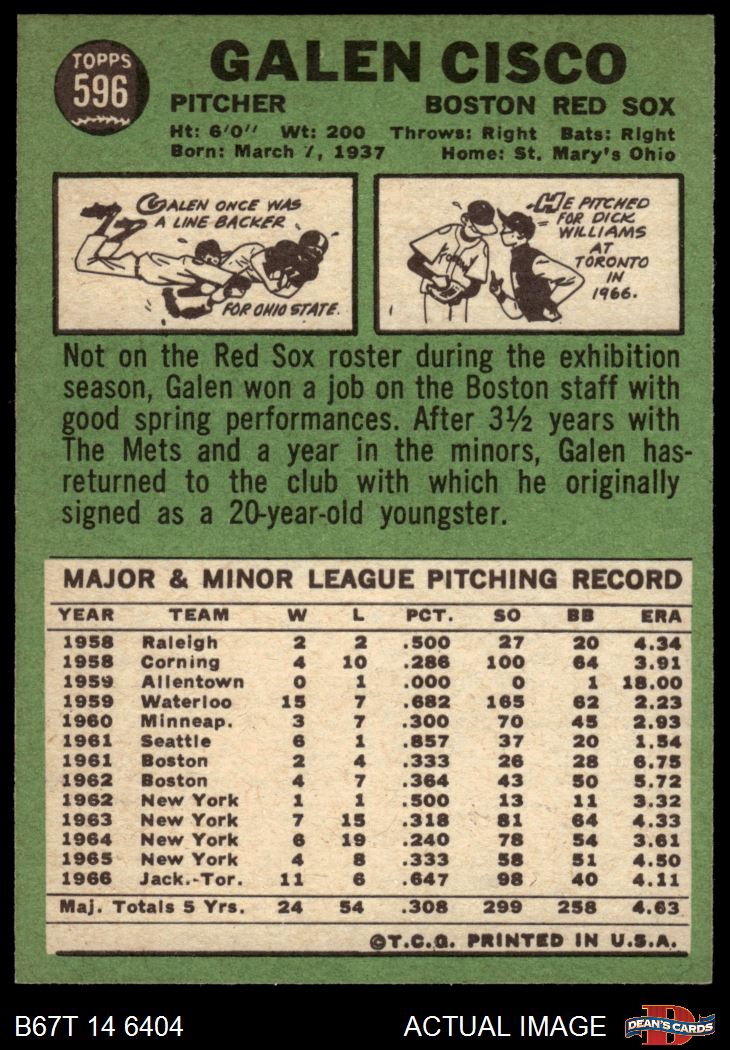 TOPPS
596
GALEN CISCO
PITCHER BOSTON RED SOX
Ht: 6'0" Wt: 200 Throws: Right Bats: Right
Born: March 7, 1937 Home: St. Mary's Ohio
GALEN ONCE WAS
A LINE BACKER
FOR OHIO STATE.
HE PITCHED
FOR DICK
WILLIAMS
AT
TORONTO
IN
1966.
Not on the Red Sox roster during the exhibition
season, Galen won a job on the Boston staff with
good spring performances. After 3½ years with
The Mets and a year in the minors, Galen has-
returned to the club with which he originally
signed as a 20-year-old youngster.
MAJOR & MINOR LEAGUE PITCHING RECORD
YEAR TEAM W L PCT. SO BB ERA
1958 Raleigh 2 2 .500 27 20 4.34
1958 Corning 4 10 .286 100 64 3.91
1959 Allentown 0 1 .000 0 1 18.00
1959 Waterloo 15 7 .682 165 62 2.23
1960 Minneap. 3 7 .300 70 45 2.93
1961 Seattle 6 1 .857 37 20 1.54
1961 Boston 2 4 .333 26 28 6.75
1962 Boston 4 7 .364 43 50 5.72
1962 New York 1 1 .500 13 11 3.32
1963 New York 7 15 .318 81 64 4.33
1964 New York 6 19 .240 78 54 3.61
1965 New York 4 8 .333 58 51 4.50
1966 Jack.-Tor. 11 6 .647 98 40 4.11
Maj. Totals 5 Yrs. 24 54 .308 299 258 4.63
©T.C.G. PRINTED IN U.S.A.
B67T 14 6404 ACTUAL IMAGE
D
DEAN'S CARDS